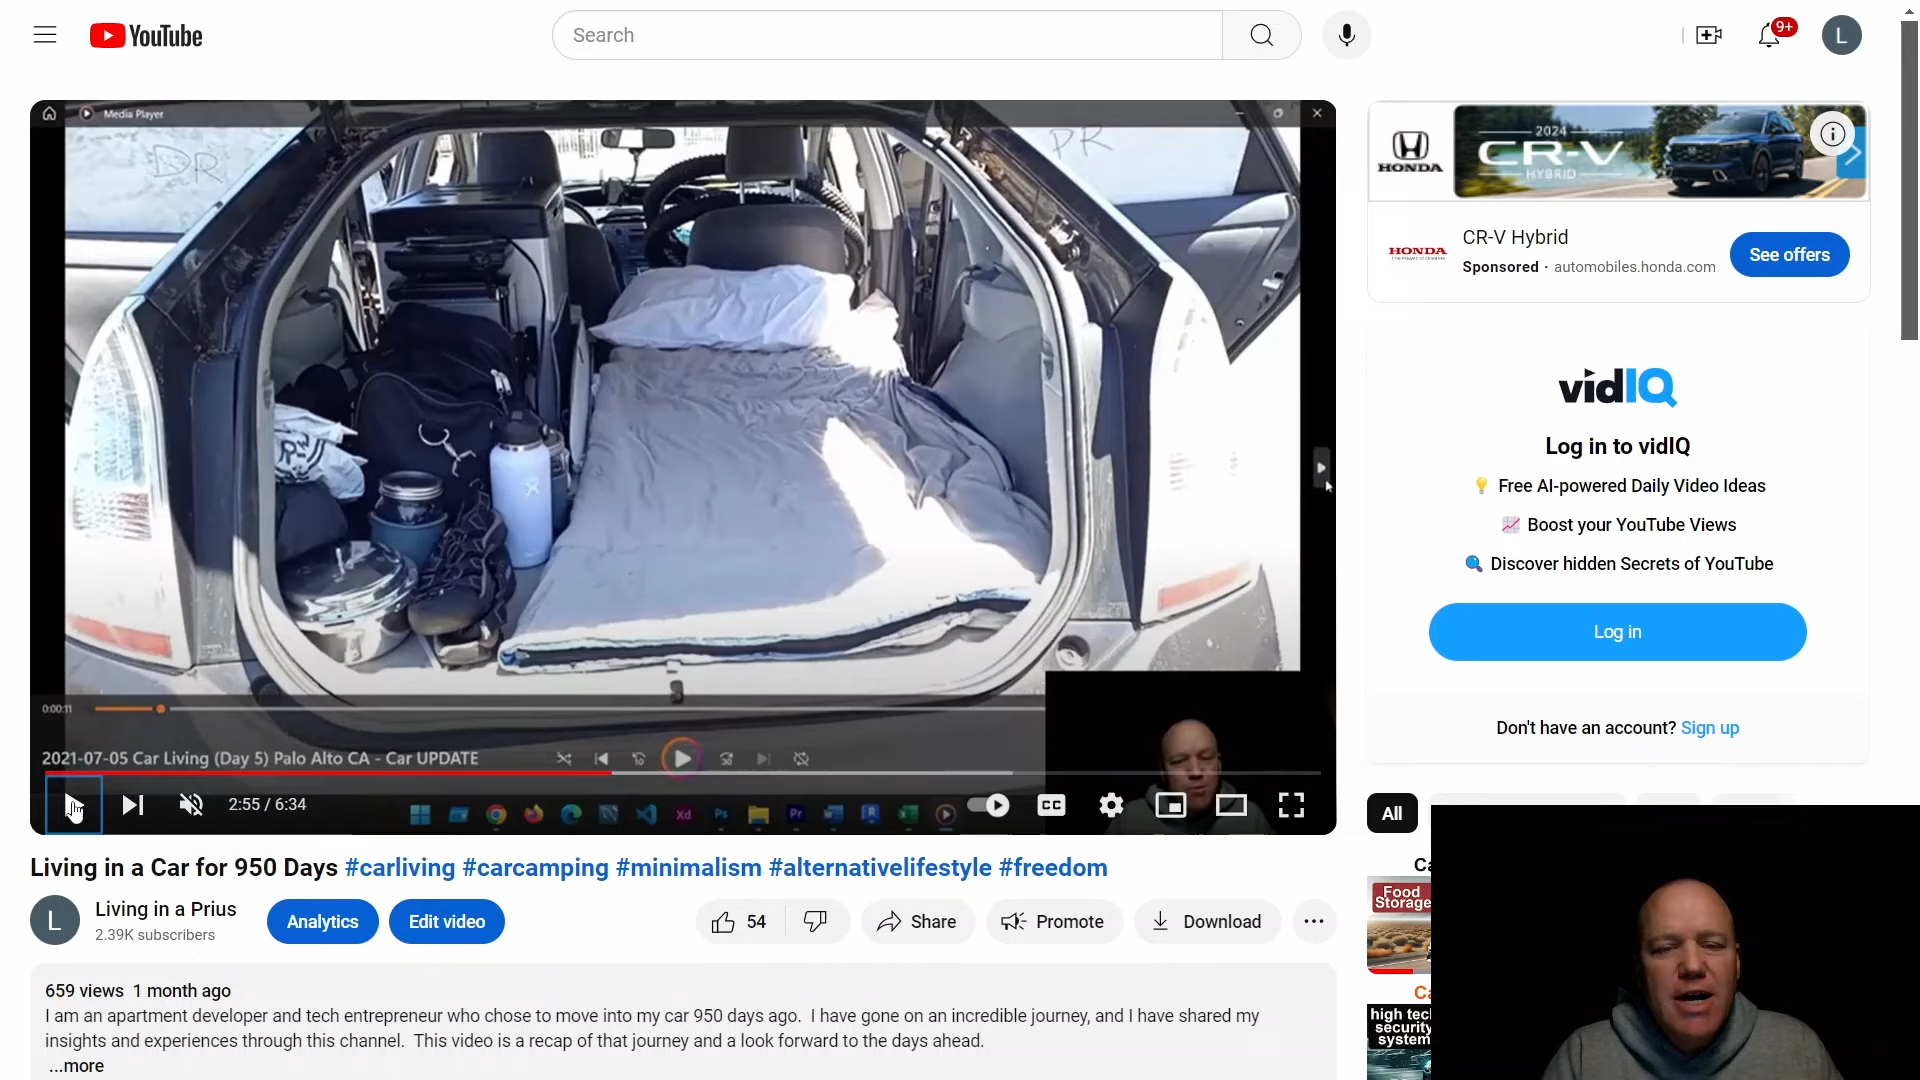 YouTube
Search
9+
L
Media Player
DR
DR
0:00:11
2021-07-05 Car Living (Day 5) Palo Alto CA - Car UPDATE
2:55 / 6:34
CC
Living in a Car for 950 Days #carliving #carcamping #minimalism #alternativelifestyle #freedom
L
Living in a Prius
2.39K subscribers
Analytics
Edit video
54
Share
Promote
Download
659 views 1 month ago
I am an apartment developer and tech entrepreneur who chose to move into my car 950 days ago. I have gone on an incredible journey, and I have shared my
insights and experiences through this channel. This video is a recap of that journey and a look forward to the days ahead.
...more
HONDA
2024
CR-V
HYBRID
HONDA
CR-V Hybrid
Sponsored · automobiles.honda.com
See offers
vidIQ
Log in to vidIQ
Free AI-powered Daily Video Ideas
Boost your YouTube Views
Discover hidden Secrets of YouTube
Log in
Don't have an account? Sign up
All
Ca
Food
Storage
Ca
high tech
security
system